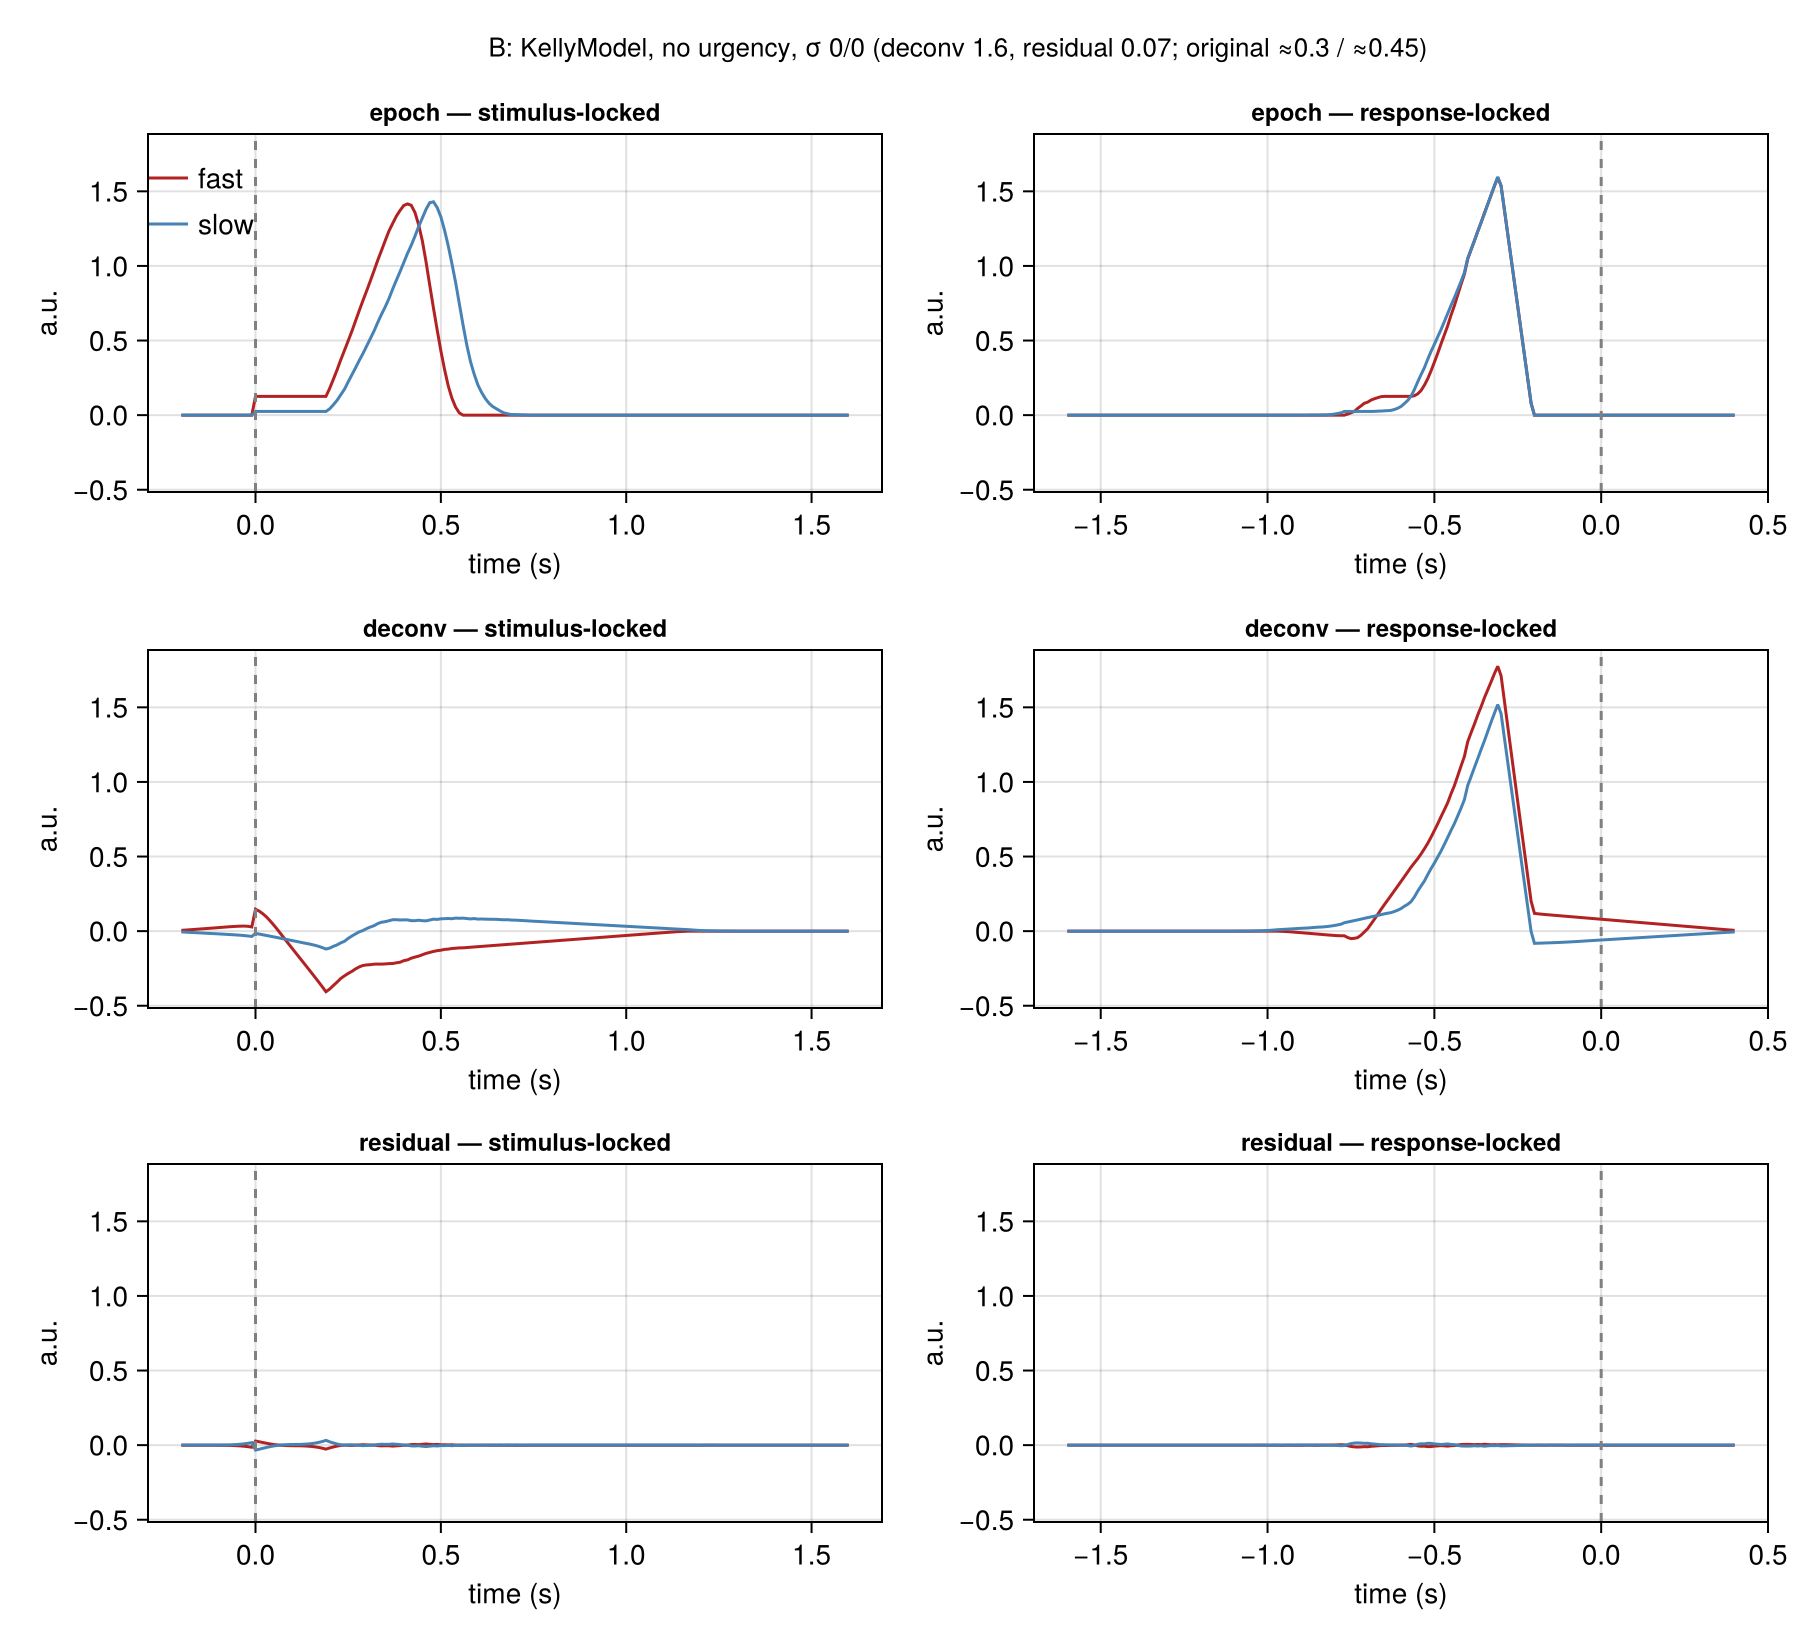 B: KellyModel, no urgency, σ 0/0 (deconv 1.6, residual 0.07; original ≈0.3 / ≈0.45)
epoch — stimulus-locked
a.u.
1.5
1.0
0.5
0.0
−0.5
fast
slow
0.0 0.5 1.0 1.5
time (s)
epoch — response-locked
a.u.
1.5
1.0
0.5
0.0
−0.5
−1.5 −1.0 −0.5 0.0 0.5
time (s)
deconv — stimulus-locked
a.u.
1.5
1.0
0.5
0.0
−0.5
0.0 0.5 1.0 1.5
time (s)
deconv — response-locked
a.u.
1.5
1.0
0.5
0.0
−0.5
−1.5 −1.0 −0.5 0.0 0.5
time (s)
residual — stimulus-locked
a.u.
1.5
1.0
0.5
0.0
−0.5
0.0 0.5 1.0 1.5
time (s)
residual — response-locked
a.u.
1.5
1.0
0.5
0.0
−0.5
−1.5 −1.0 −0.5 0.0 0.5
time (s)